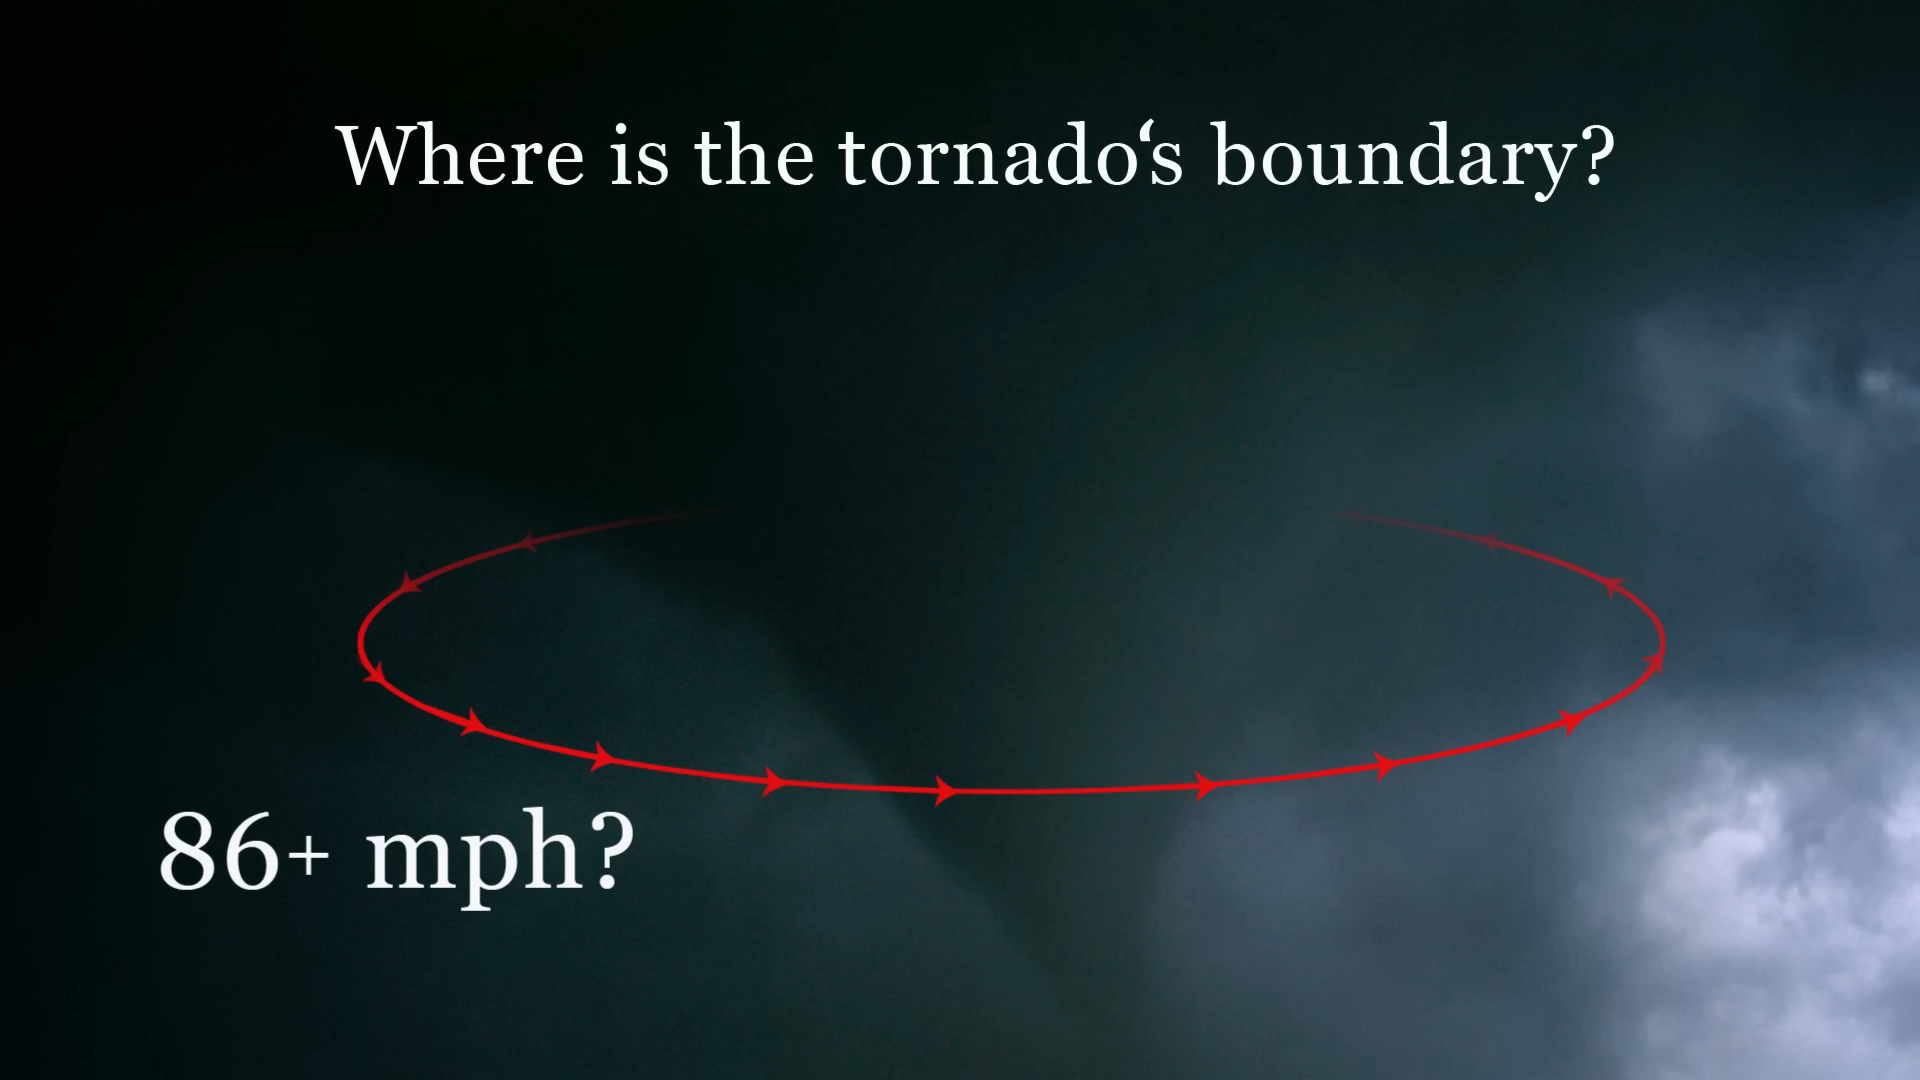 Where is the tornado‘s boundary?
86+ mph?